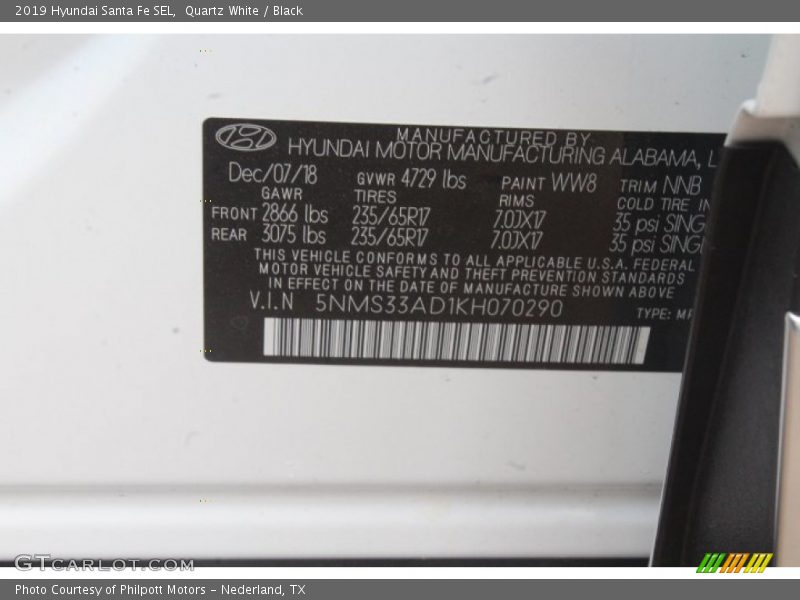 2019 Hyundai Santa Fe SEL,  Quartz White / Black
MANUFACTURED BY
HYUNDAI MOTOR MANUFACTURING ALABAMA, L
Dec/07/18 GVWR 4729 lbs PAINT WW8 TRIM NNB
GAWR TIRES RIMS COLD TIRE IN
FRONT 2866 lbs 235/65R17 7.0JX17 35 psi SING
REAR 3075 lbs 235/65R17 7.0JX17 35 psi SING
THIS VEHICLE CONFORMS TO ALL APPLICABLE U.S.A. FEDERAL
MOTOR VEHICLE SAFETY AND THEFT PREVENTION STANDARDS
IN EFFECT ON THE DATE OF MANUFACTURE SHOWN ABOVE
V.I.N 5NMS33AD1KH070290
TYPE: MP
GTcarlot.com
Photo Courtesy of Philpott Motors - Nederland, TX